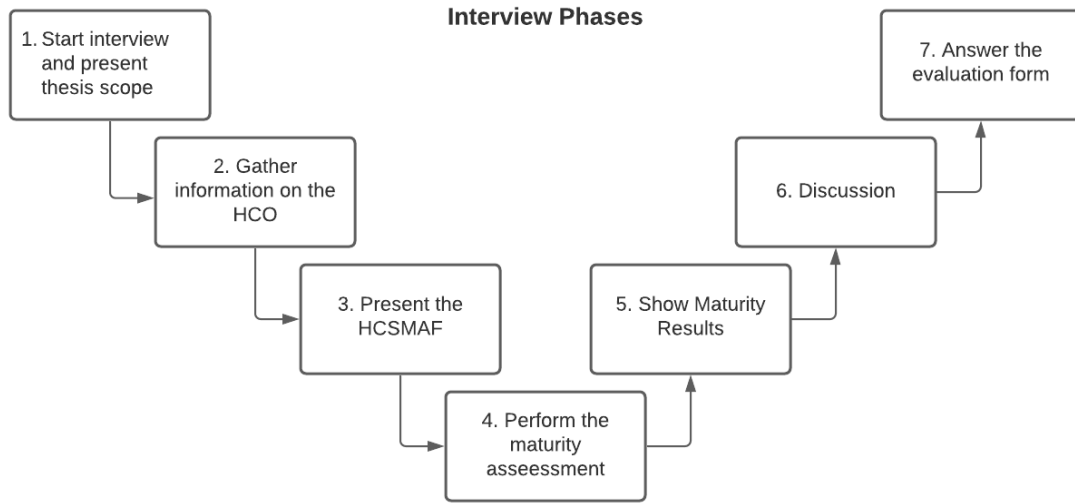 Interview Phases
1. Start interview
and present
thesis scope
2. Gather
information on the
HCO
3. Present the
HCSMAF
4. Perform the
maturity
asseessment
5. Show Maturity
Results
6. Discussion
7. Answer the
evaluation form